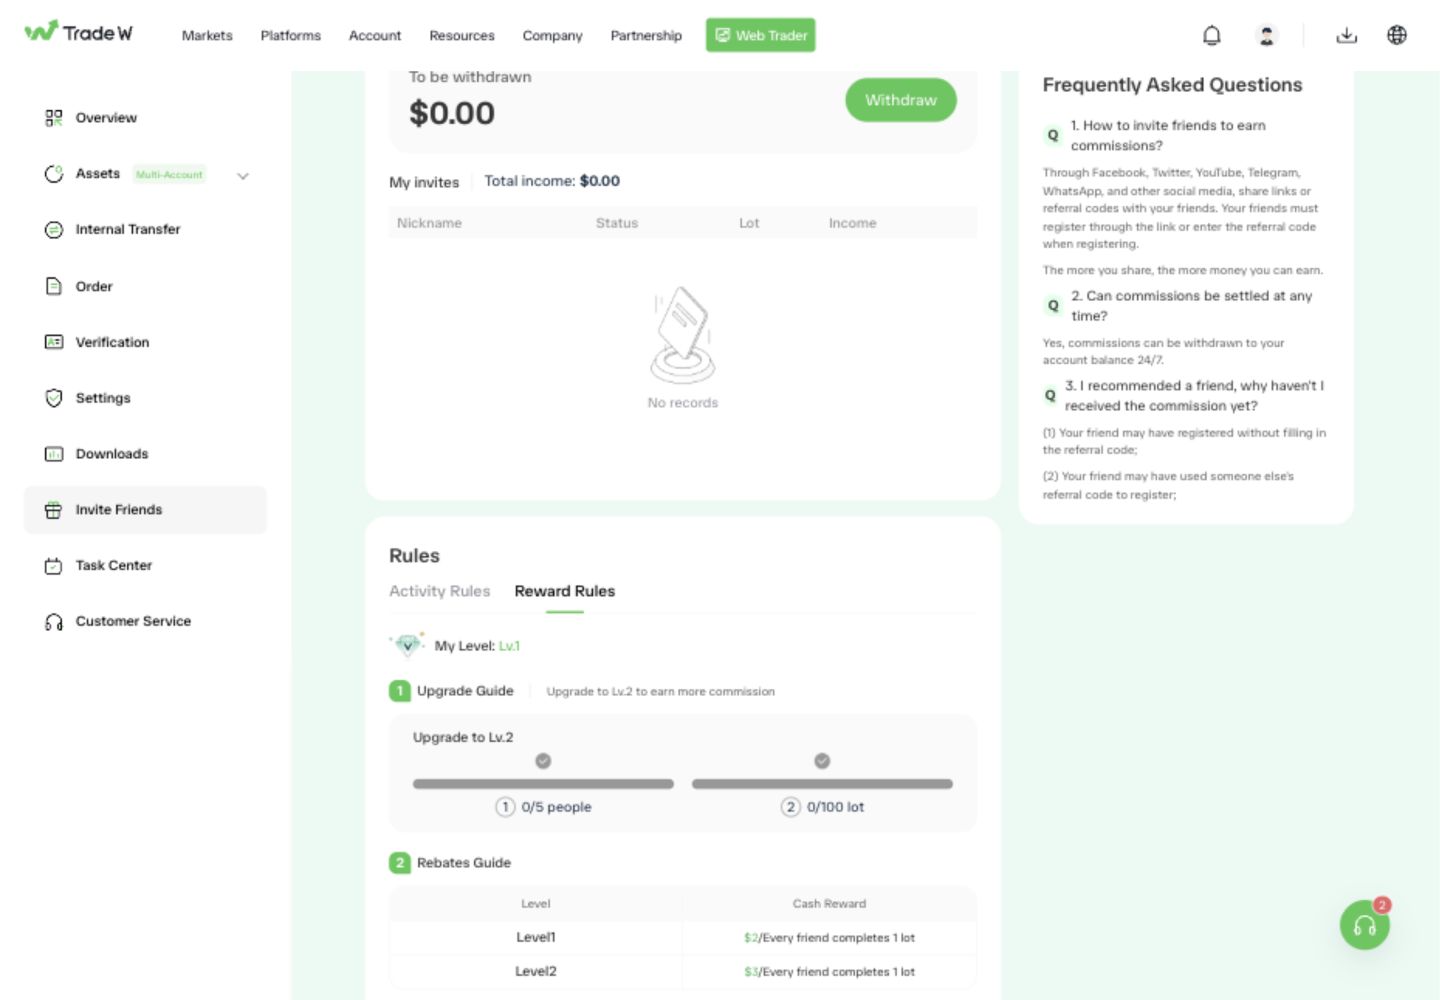 Trade W
Markets
Platforms
Account
Resources
Company
Partnership
Web Trader
Overview
Assets
Multi-Account
Internal Transfer
Order
Verification
Settings
Downloads
Invite Friends
Task Center
Customer Service
To be withdrawn
$0.00
Withdraw
My invites
Total income: $0.00
Nickname
Status
Lot
Income
No records
Rules
Activity Rules
Reward Rules
V
My Level: Lv.1
1
Upgrade Guide
Upgrade to Lv.2 to earn more commission
Upgrade to Lv.2
1 0/5 people
2 0/100 lot
2
Rebates Guide
Level
Cash Reward
Level1
$2/Every friend completes 1 lot
Level2
$3/Every friend completes 1 lot
Frequently Asked Questions
Q
1. How to invite friends to earn
commissions?
Through Facebook, Twitter, YouTube, Telegram,
WhatsApp, and other social media, share links or
referral codes with your friends. Your friends must
register through the link or enter the referral code
when registering.
The more you share, the more money you can earn.
Q
2. Can commissions be settled at any
time?
Yes, commissions can be withdrawn to your
account balance 24/7.
Q
3. I recommended a friend, why haven't I
received the commission yet?
(1) Your friend may have registered without filling in
the referral code;
(2) Your friend may have used someone else's
referral code to register;
2